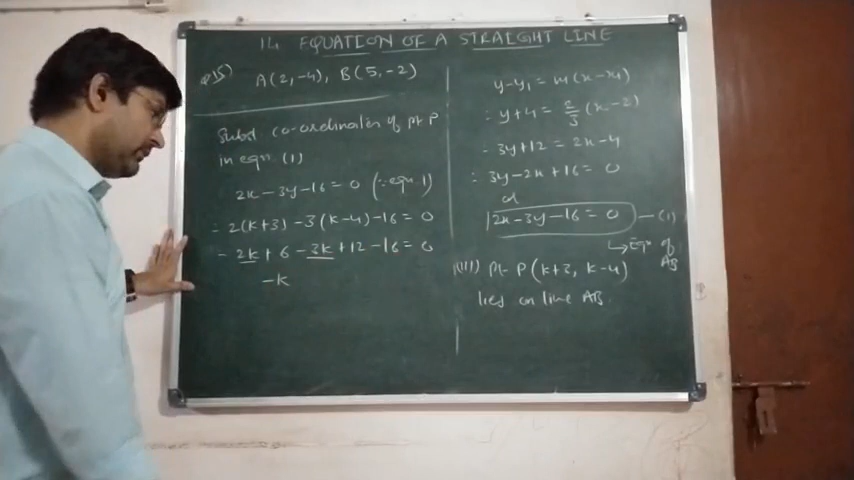 14. EQUATION OF A STRAIGHT LINE
Q15) A(2,-4), B(5,-2)
Subst co-ordinates of pt P
in eqn (1)
2x-3y-16=0 (∵ eqn 1)
∴ 2(k+3) -3(k-4) -16 = 0
∴ 2k + 6 - 3k +12 -16 = 0
-k
y-y₁ = m(x-x₁)
∴ y+4 = 2/3 (x-2)
∴ 3y+12 = 2x-4
∴ 3y-2x+16 = 0
2x-3y-16 = 0 — (1)
↳ Eqn of AB
(iii) Pt P(k+3, k-4)
lies on line AB.